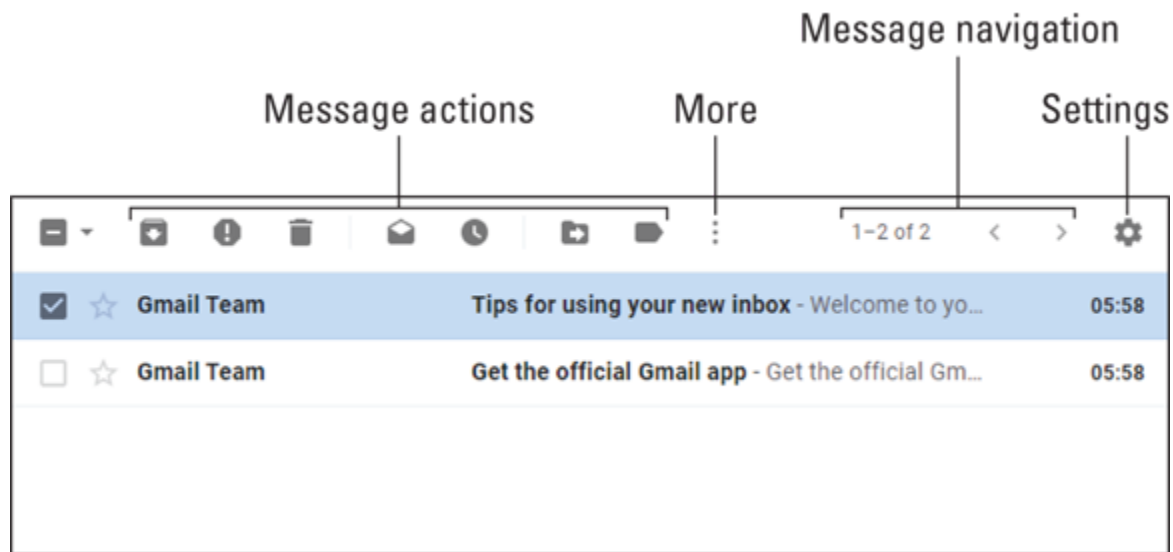 Message navigation
Message actions
More
Settings
1–2 of 2
Gmail Team Tips for using your new inbox - Welcome to yo... 05:58
Gmail Team Get the official Gmail app - Get the official Gm... 05:58